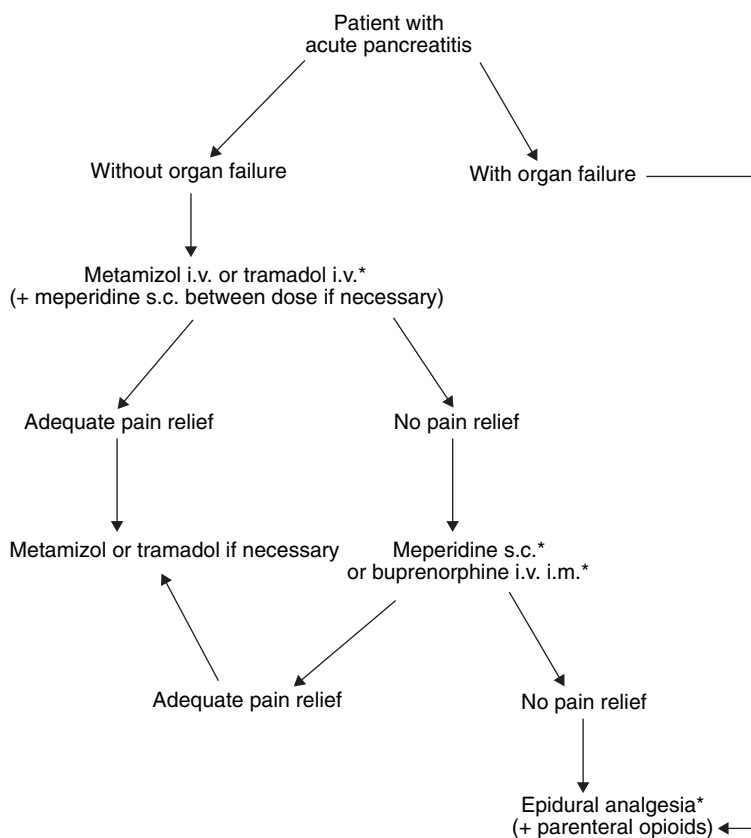 Patient with
acute pancreatitis
Without organ failure
With organ failure
Metamizol i.v. or tramadol i.v.*
(+ meperidine s.c. between dose if necessary)
Adequate pain relief
No pain relief
Metamizol or tramadol if necessary
Meperidine s.c.*
or buprenorphine i.v. i.m.*
Adequate pain relief
No pain relief
Epidural analgesia*
(+ parenteral opioids)